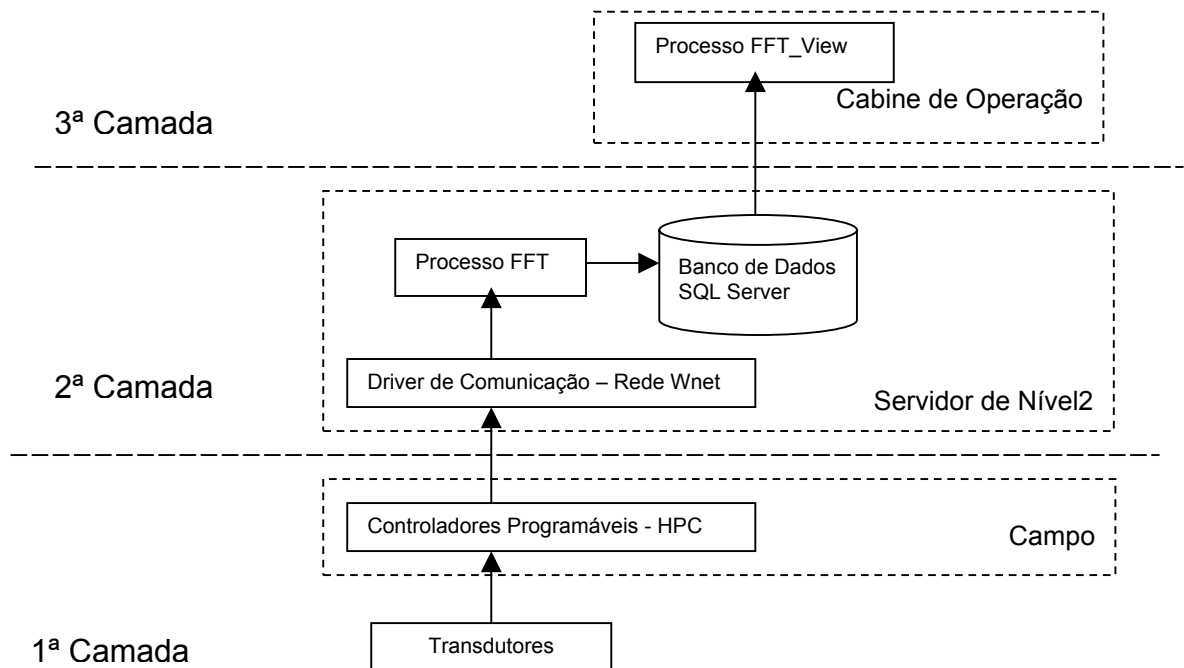 Processo FFT_View
Cabine de Operação
3ª Camada
Processo FFT
Banco de Dados
SQL Server
Driver de Comunicação – Rede Wnet
2ª Camada
Servidor de Nível2
Controladores Programáveis - HPC
Campo
Transdutores
1ª Camada